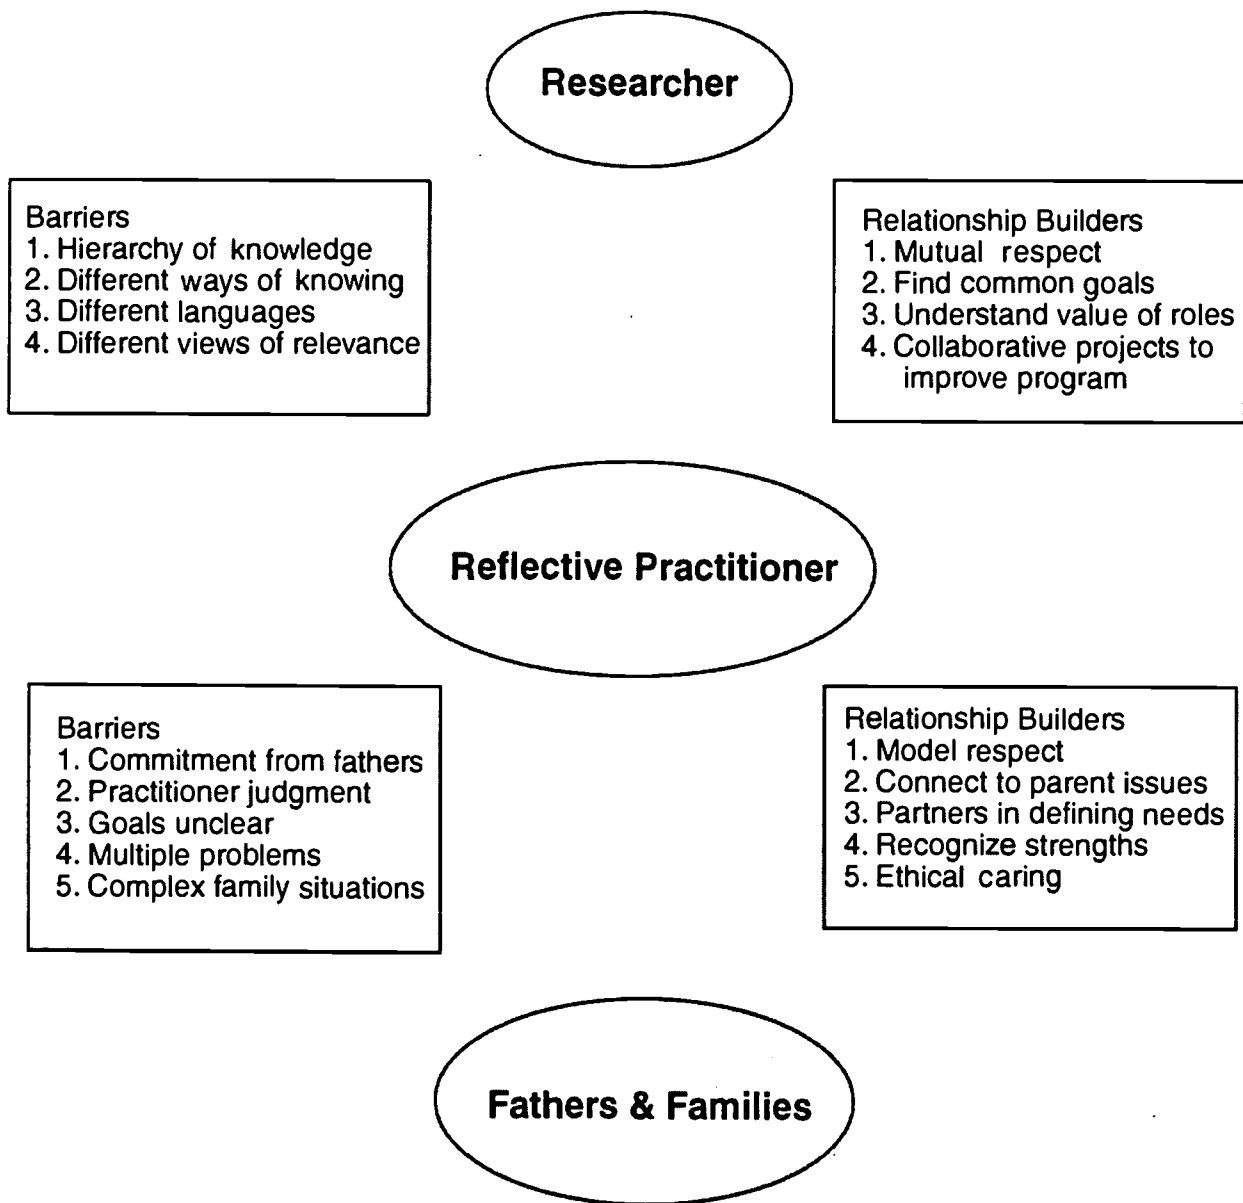 Researcher
Barriers
1. Hierarchy of knowledge
2. Different ways of knowing
3. Different languages
4. Different views of relevance
Relationship Builders
1. Mutual respect
2. Find common goals
3. Understand value of roles
4. Collaborative projects to
improve program
Reflective Practitioner
Barriers
1. Commitment from fathers
2. Practitioner judgment
3. Goals unclear
4. Multiple problems
5. Complex family situations
Relationship Builders
1. Model respect
2. Connect to parent issues
3. Partners in defining needs
4. Recognize strengths
5. Ethical caring
Fathers & Families